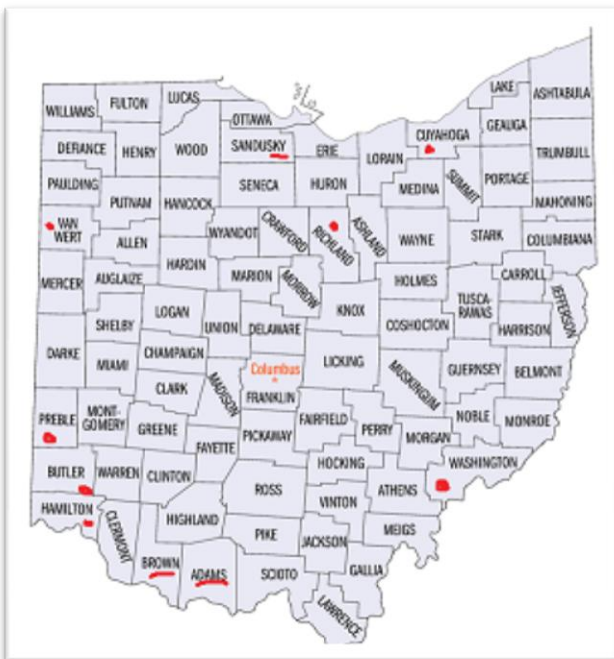 LAKE
ASHTABULA
LUCAS
FULTON
WILLIAMS
OTTAWA
GEAUGA
CUYAHOGA
SANDUSKY
ERIE
DEFIANCE
HENRY
WOOD
LORAIN
TRUMBULL
SENECA
HURON
MEDINA
SUMMIT
PORTAGE
PAULDING
PUTNAM
HANCOCK
MAHONING
VAN
WERT
ALLEN
WYANDOT
CRAWFORD
RICHLAND
ASHLAND
WAYNE
STARK
COLUMBIANA
HARDIN
MERCER
AUGLAIZE
MARION
MORROW
HOLMES
CARROLL
JEFFERSON
TUSCA-
RAWAS
LOGAN
KNOX
SHELBY
UNION
DELAWARE
COSHOCTON
HARRISON
DARKE
MIAMI
CHAMPAIGN
LICKING
MUSKINGUM
GUERNSEY
BELMONT
Columbus
CLARK
MADISON
FRANKLIN
PREBLE
MONT-
GOMERY
GREENE
FAIRFIELD
PERRY
NOBLE
MONROE
PICKAWAY
MORGAN
FAYETTE
WASHINGTON
BUTLER
WARREN
CLINTON
HOCKING
ROSS
ATHENS
VINTON
HAMILTON
CLERMONT
HIGHLAND
MEIGS
PIKE
JACKSON
BROWN
ADAMS
SCIOTO
GALLIA
LAWRENCE